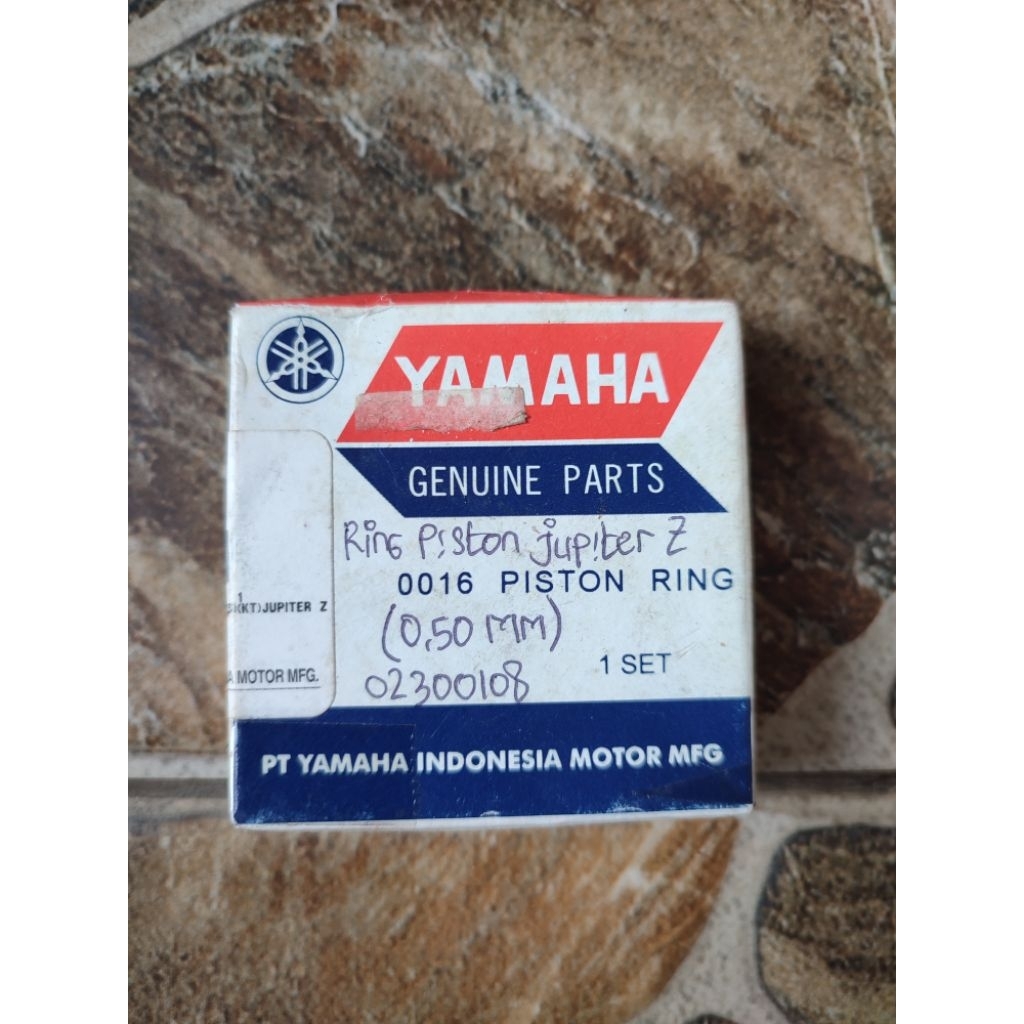 YAMAHA
GENUINE PARTS
Ring Piston jupiter Z
0016 PISTON RING
(0,50 MM)
1 SET
02300108
1
KT)JUPITER Z
A MOTOR MFG.
PT YAMAHA INDONESIA MOTOR MFG